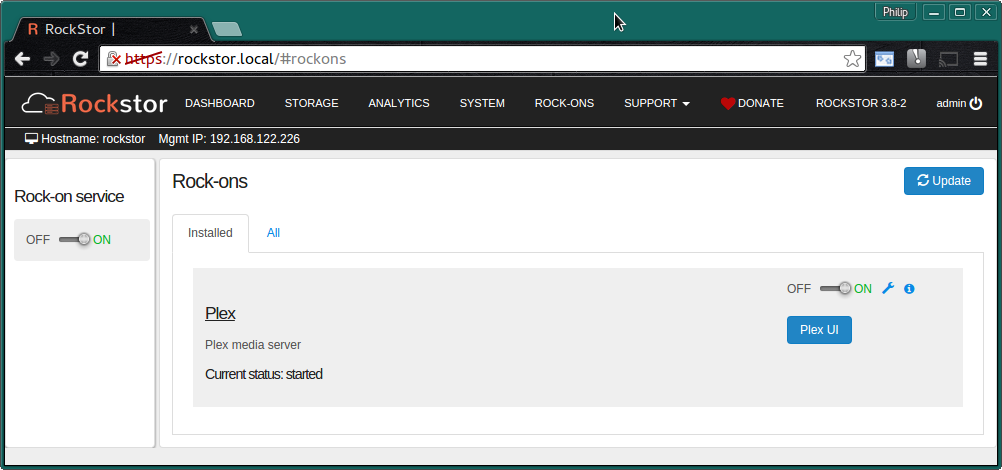 Philip
R RockStor |
https://rockstor.local/#rockons
Rockstor DASHBOARD STORAGE ANALYTICS SYSTEM ROCK-ONS SUPPORT DONATE ROCKSTOR 3.8-2 admin
Hostname: rockstor Mgmt IP: 192.168.122.226
Rock-on service
OFF ON
Rock-ons
Update
Installed All
OFF ON
Plex
Plex UI
Plex media server
Current status: started